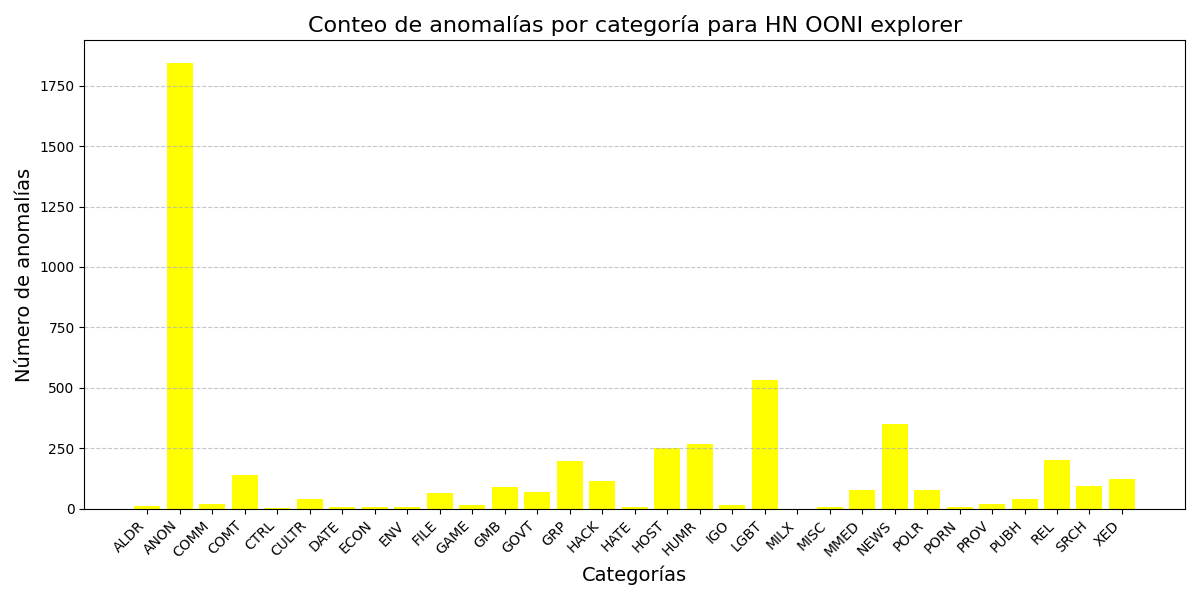 Conteo de anomalías por categoría para HN OONI explorer
Número de anomalías
1750
1500
1250
1000
750
500
250
0
ALDR
ANON
COMM
COMT
CTRL
CULTR
DATE
ECON
ENV
FILE
GAME
GMB
GOVT
GRP
HACK
HATE
HOST
HUMR
IGO
LGBT
MILX
MISC
MMED
NEWS
POLR
PORN
PROV
PUBH
REL
SRCH
XED
Categorías